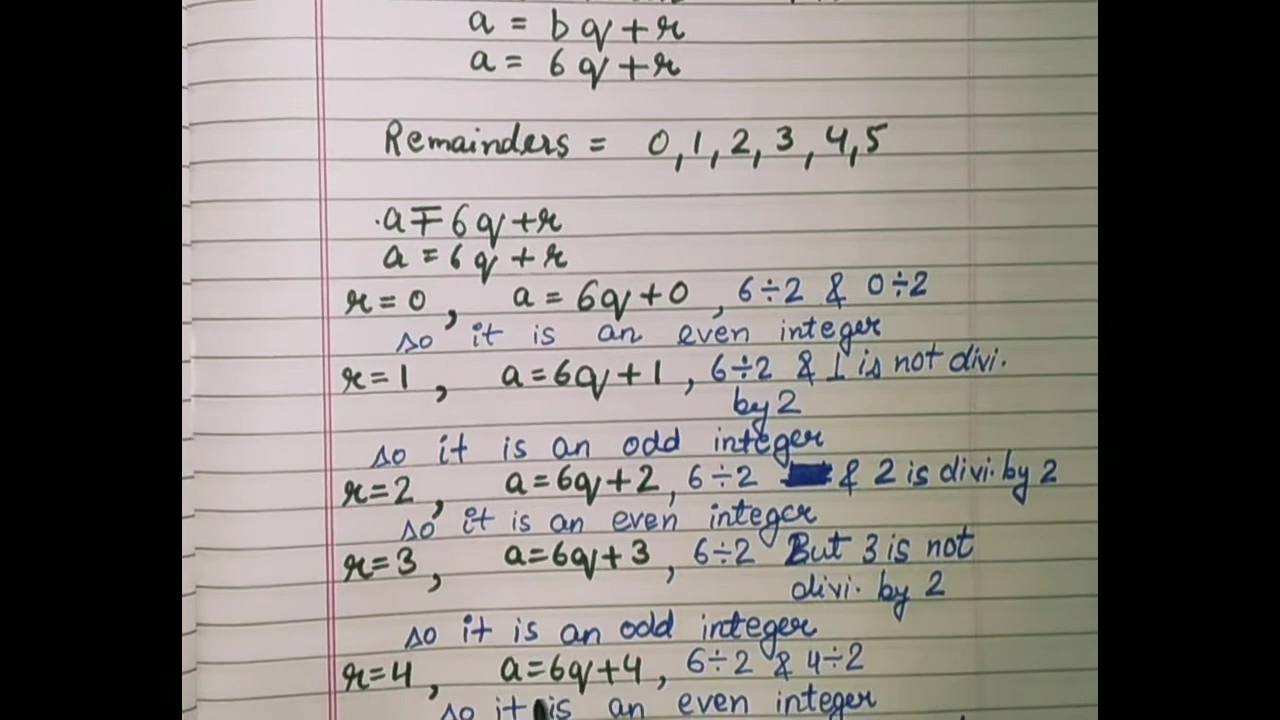 a = bq + r
a = 6q + r
Remainders = 0, 1, 2, 3, 4, 5
.a = 6q + r
a = 6q + r
r = 0, a = 6q + 0, 6÷2 & 0÷2
so it is an even integer
r = 1, a = 6q + 1, 6÷2 & 1 is not divi.
by 2
so it is an odd integer
r = 2, a = 6q + 2, 6÷2 & 2 is divi. by 2
so it is an even integer
r = 3, a = 6q + 3, 6÷2 But 3 is not
divi. by 2
so it is an odd integer
r = 4, a = 6q + 4, 6÷2 & 4÷2
so it is an even integer